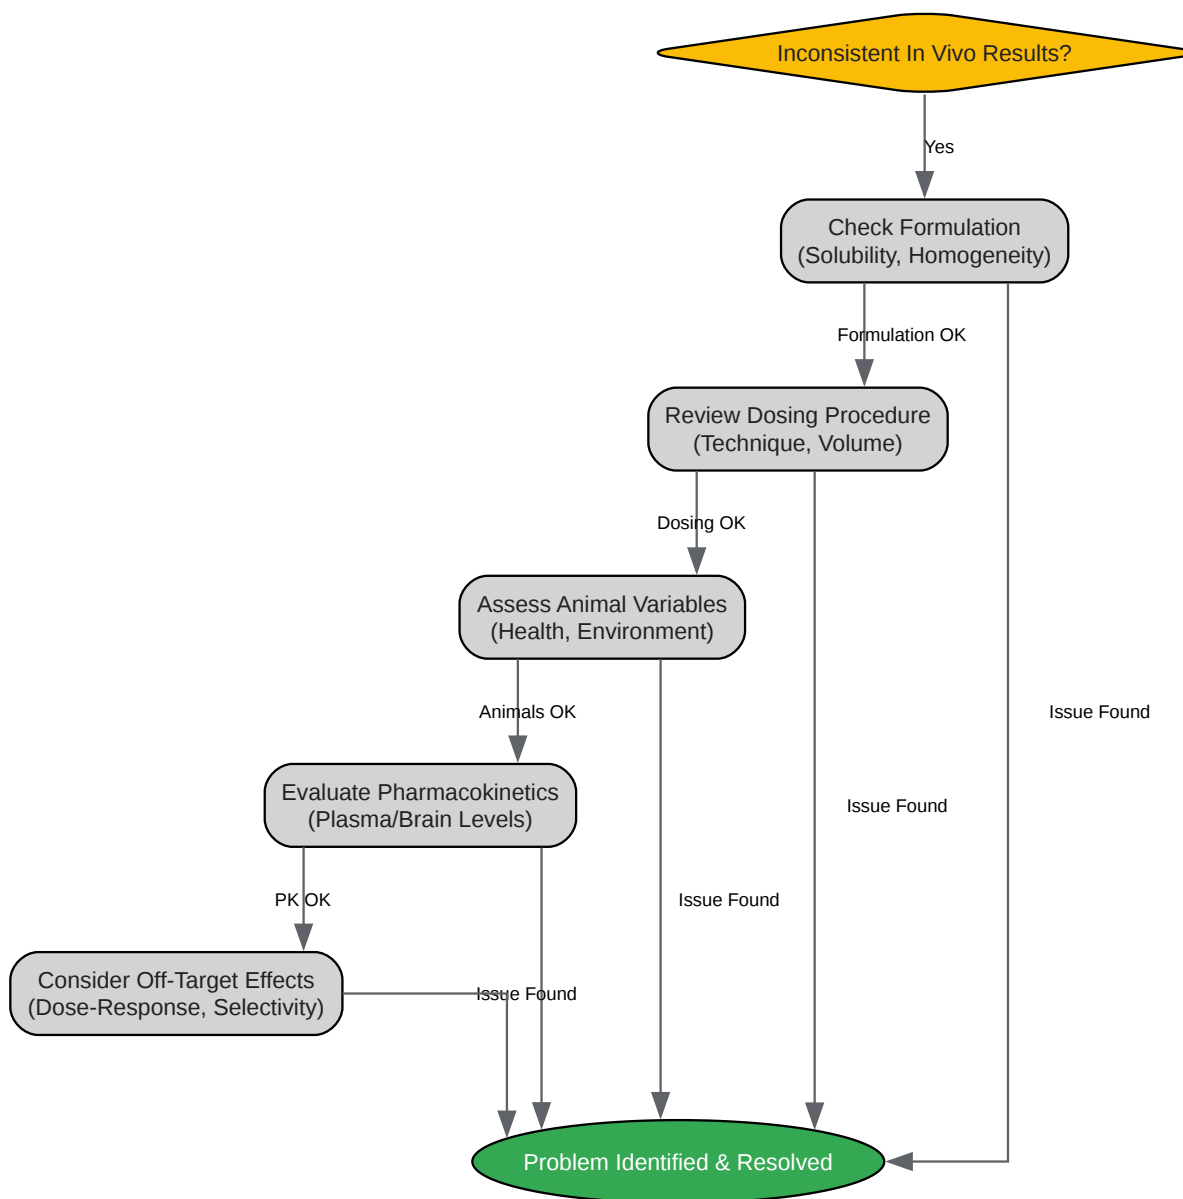 Inconsistent In Vivo Results?
Yes
Check Formulation
(Solubility, Homogeneity)
Formulation OK
Review Dosing Procedure
(Technique, Volume)
Dosing OK
Assess Animal Variables
(Health, Environment)
Animals OK
Issue Found
Evaluate Pharmacokinetics
(Plasma/Brain Levels)
Issue Found
PK OK
Issue Found
Consider Off-Target Effects
(Dose-Response, Selectivity)
Issue Found
Problem Identified & Resolved